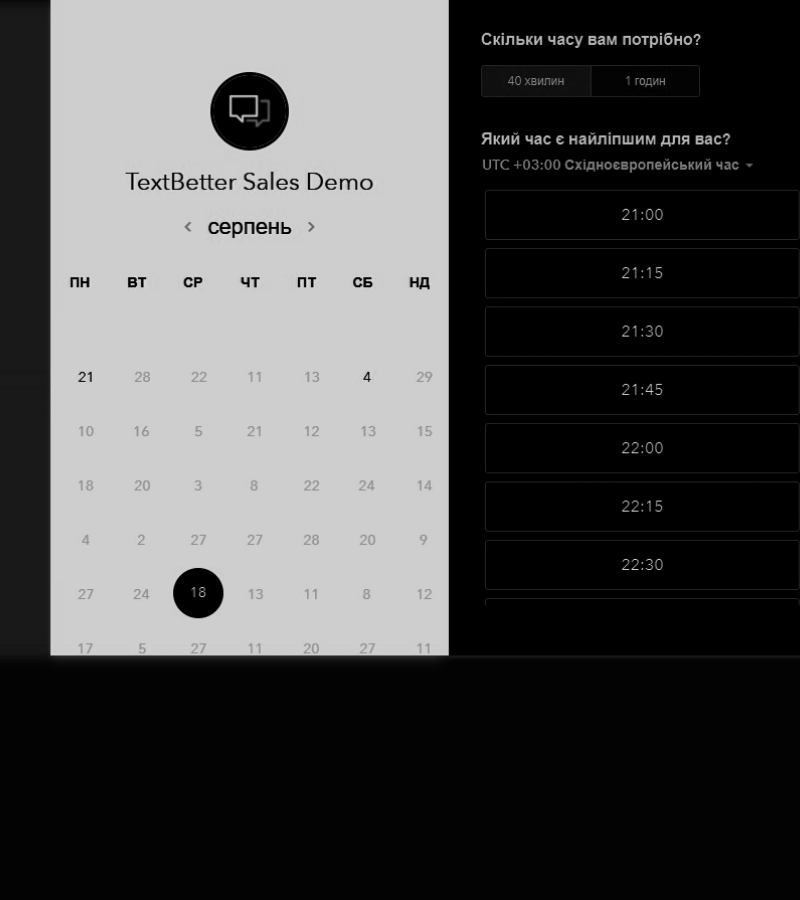 TextBetter Sales Demo
серпень
ПН ВТ СР ЧТ ПТ СБ НД
21 28 22 11 13 4 29
10 16 5 21 12 13 15
18 20 3 8 22 24 14
4 2 27 27 28 20 9
27 24 18 13 11 8 12
17 5 27 11 20 27 11
Скільки часу вам потрібно?
40 хвилин 1 годин
Який час є найліпшим для вас?
UTC +03:00 Східноєвропейський час
21:00
21:15
21:30
21:45
22:00
22:15
22:30